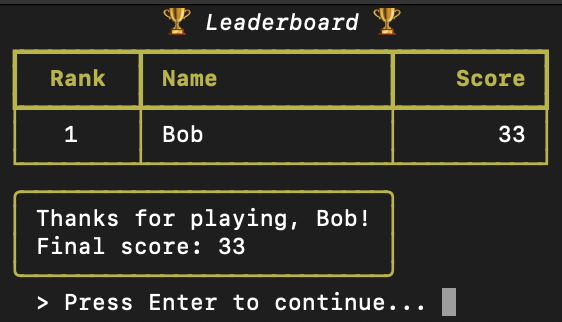 🏆 Leaderboard 🏆
Rank Name Score
1 Bob 33
Thanks for playing, Bob!
Final score: 33
> Press Enter to continue...